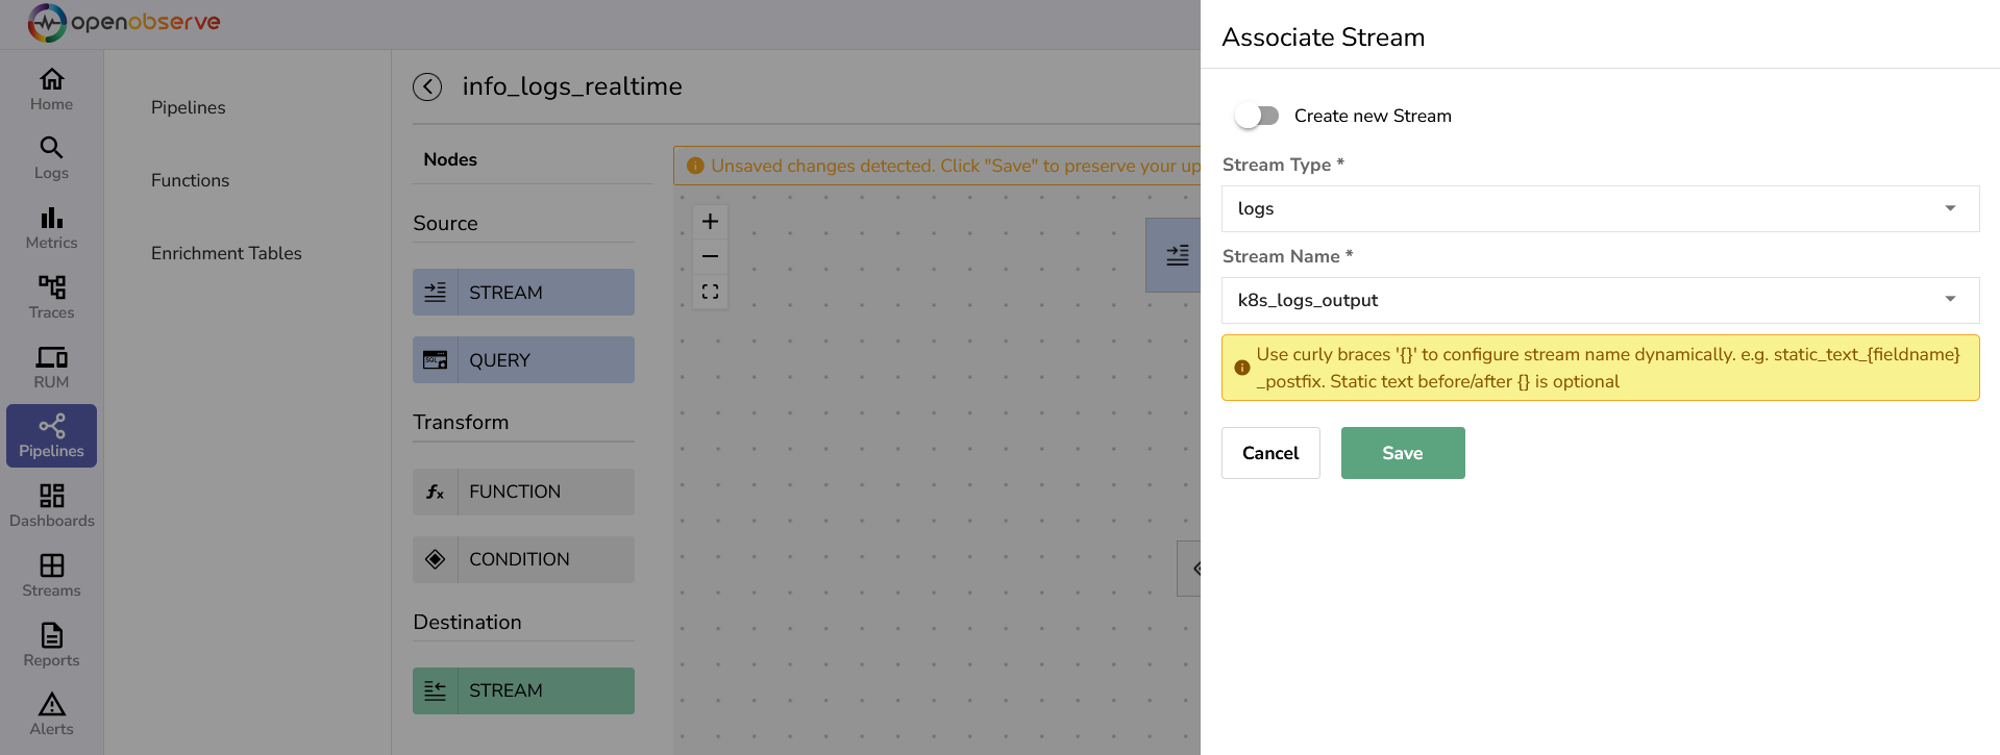 openobserve
Home
Logs
Metrics
Traces
RUM
Pipelines
Dashboards
Streams
Reports
Alerts
Pipelines
Functions
Enrichment Tables
info_logs_realtime
Nodes
Source
STREAM
QUERY
Transform
FUNCTION
CONDITION
Destination
STREAM
Unsaved changes detected. Click "Save" to preserve your up
Associate Stream
Create new Stream
Stream Type *
logs
Stream Name *
k8s_logs_output
Use curly braces '{}' to configure stream name dynamically. e.g. static_text_{fieldname}
_postfix. Static text before/after {} is optional
Cancel
Save